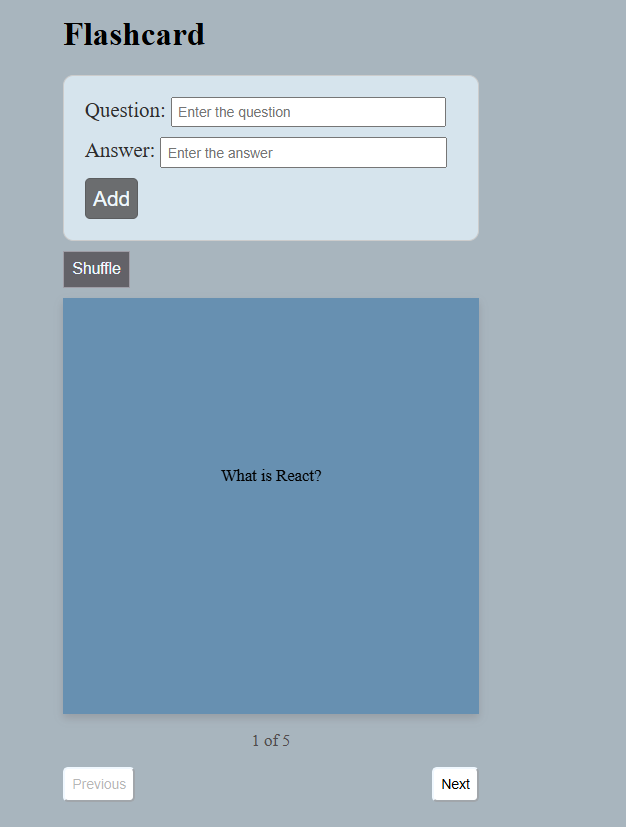 Flashcard
Question: Enter the question
Answer: Enter the answer
Add
Shuffle
What is React?
1 of 5
Previous Next